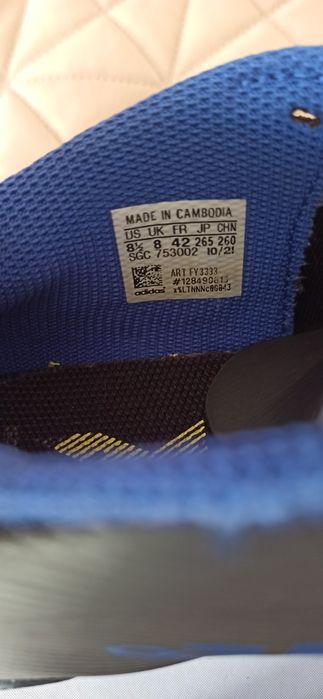 MADE IN CAMBODIA
US UK FR JP CHN
8½ 8 42 265 260
SGC 753002 10/21
ART FY3333
adidas